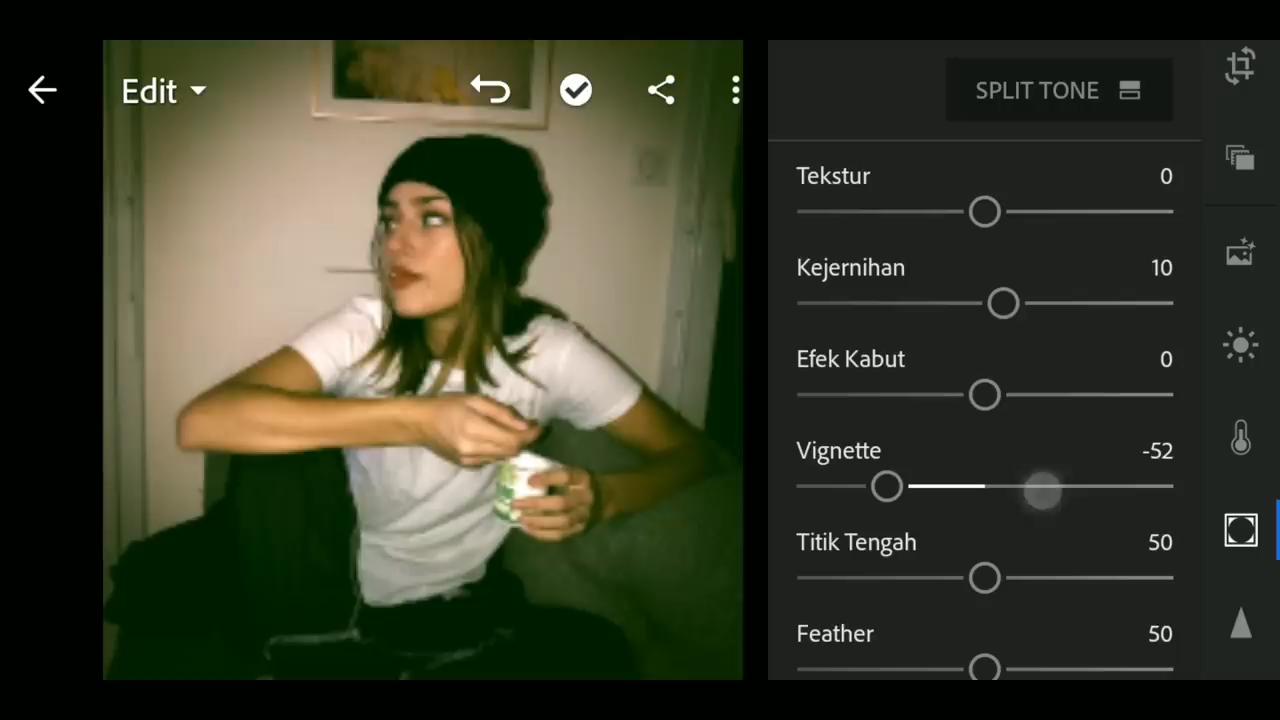 Edit
SPLIT TONE
Tekstur 0
Kejernihan 10
Efek Kabut 0
Vignette -52
Titik Tengah 50
Feather 50